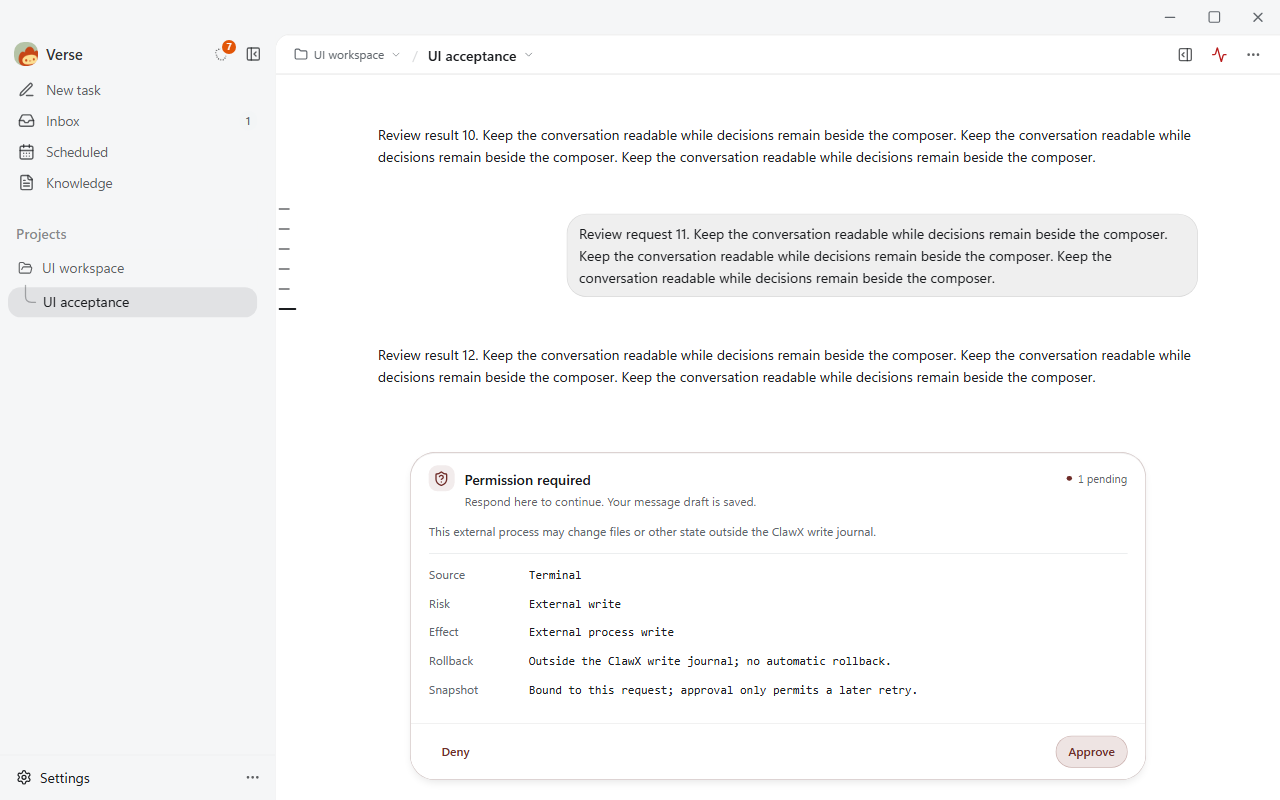 Verse
7
New task
Inbox
1
Scheduled
Knowledge
Projects
UI workspace
UI acceptance
Settings
UI workspace / UI acceptance
Review result 10. Keep the conversation readable while decisions remain beside the composer. Keep the conversation readable while
decisions remain beside the composer. Keep the conversation readable while decisions remain beside the composer.
Review request 11. Keep the conversation readable while decisions remain beside the composer.
Keep the conversation readable while decisions remain beside the composer. Keep the
conversation readable while decisions remain beside the composer.
Review result 12. Keep the conversation readable while decisions remain beside the composer. Keep the conversation readable while
decisions remain beside the composer. Keep the conversation readable while decisions remain beside the composer.
Permission required
1 pending
Respond here to continue. Your message draft is saved.
This external process may change files or other state outside the ClawX write journal.
Source Terminal
Risk External write
Effect External process write
Rollback Outside the ClawX write journal; no automatic rollback.
Snapshot Bound to this request; approval only permits a later retry.
Deny
Approve